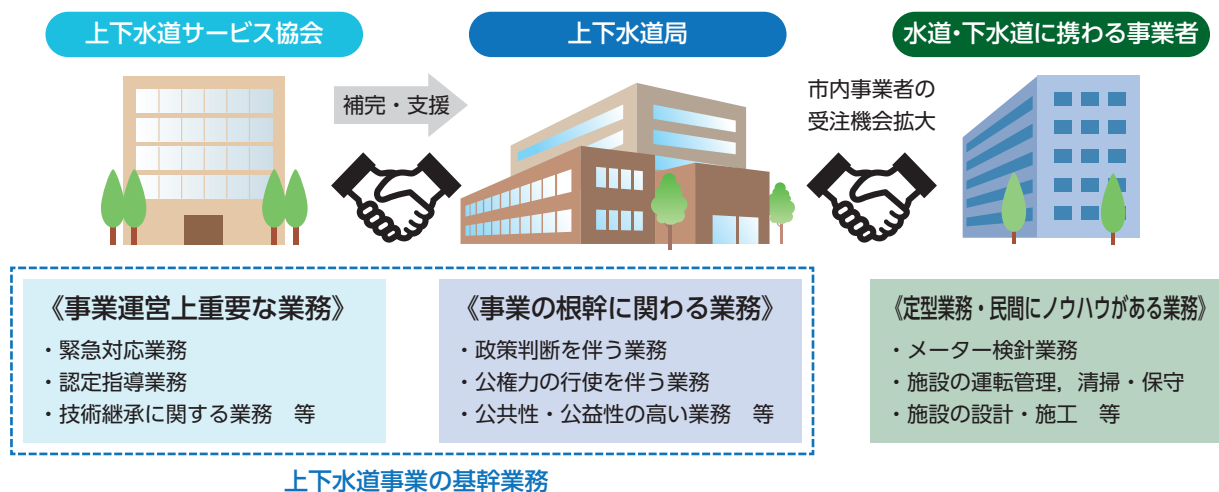 上下水道サービス協会
上下水道局
水道・下水道に携わる事業者
補完・支援
市内事業者の
受注機会拡大
《事業運営上重要な業務》
・緊急対応業務
・認定指導業務
・技術継承に関する業務　等
《事業の根幹に関わる業務》
・政策判断を伴う業務
・公権力の行使を伴う業務
・公共性・公益性の高い業務　等
《定型業務・民間にノウハウがある業務》
・メーター検針業務
・施設の運転管理，清掃・保守
・施設の設計・施工　等
上下水道事業の基幹業務